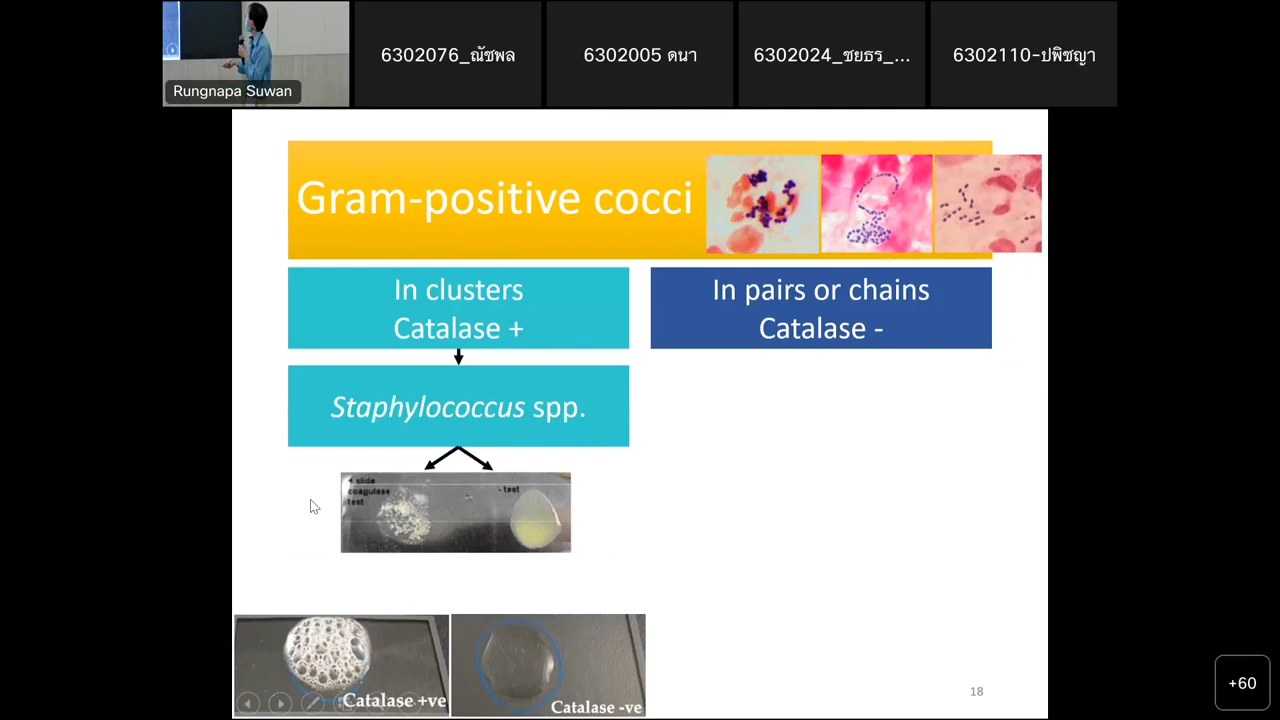 Rungnapa Suwan
6302076_ณัชพล
6302005 ดนา
6302024_ชยธร_...
6302110-ปพิชญา
Gram-positive cocci
In clusters
Catalase +
In pairs or chains
Catalase -
Staphylococcus spp.
+ slide
coagulase
test
- test
Catalase +ve
Catalase -ve
18
+60